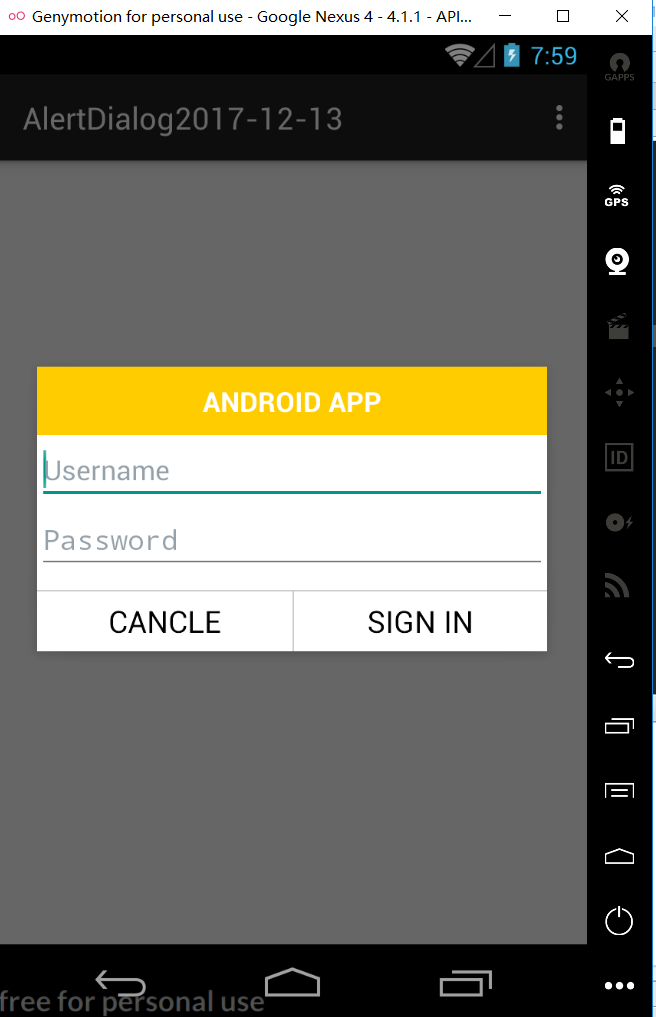 Genymotion for personal use - Google Nexus 4 - 4.1.1 - API...
7:59
GAPPS
AlertDialog2017-12-13
GPS
ANDROID APP
Username
Password
ID
CANCLE
SIGN IN
free for personal use